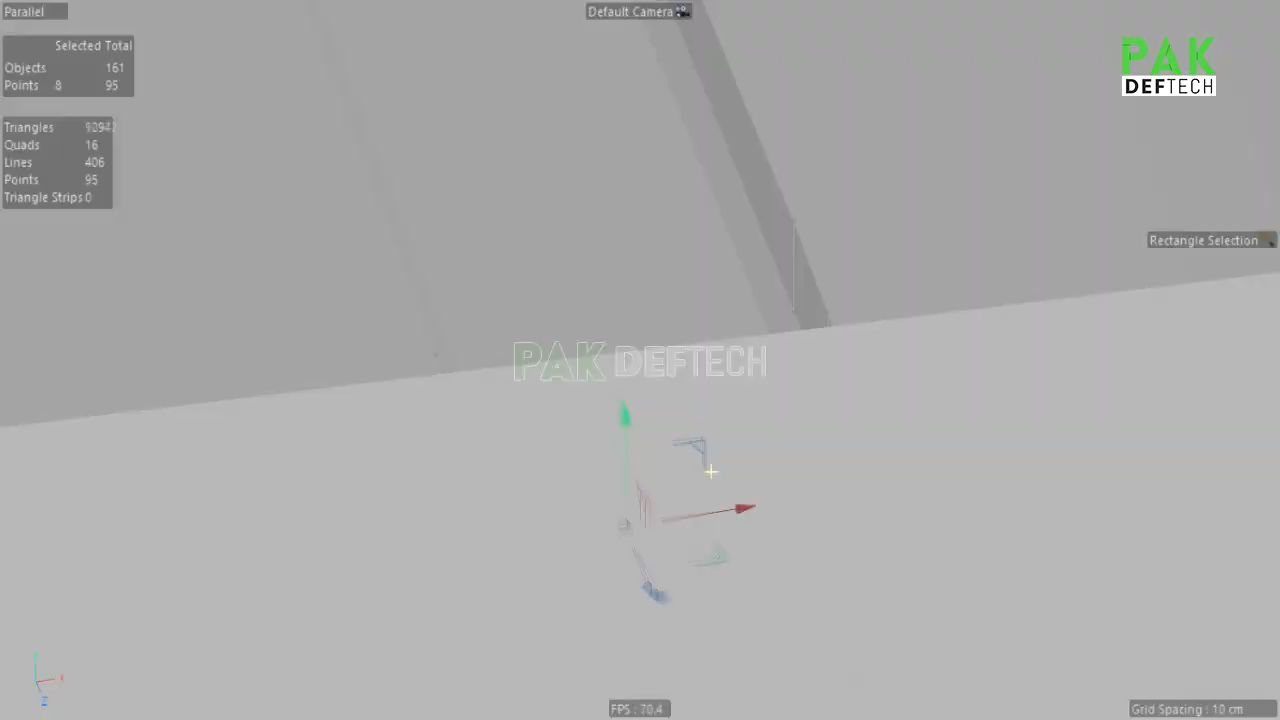 Parallel
Default Camera
PAK
DEFTECH
Selected Total
Objects 161
Points 8 95
Triangles
Quads 16
Lines 406
Points 95
Triangle Strips 0
Rectangle Selection
PAK DEFTECH
Y
X
Z
FPS : 70.4
Grid Spacing : 10 cm